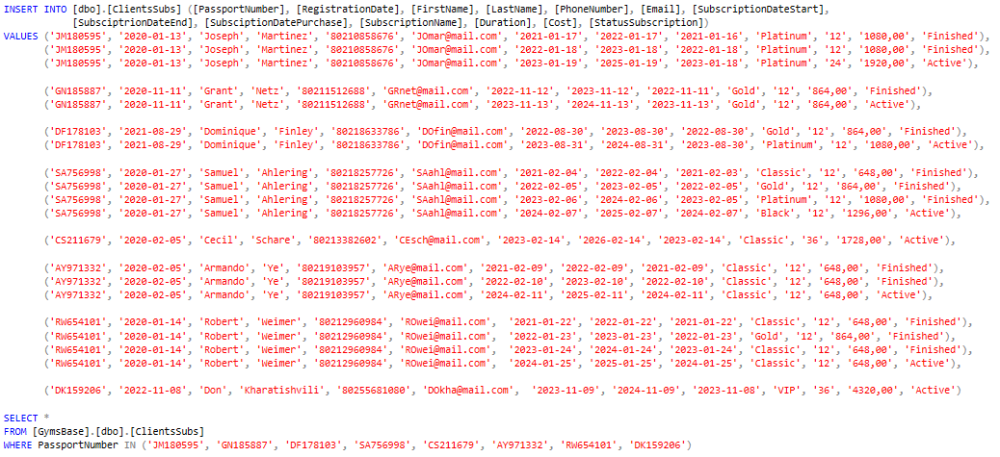 INSERT INTO [dbo].[ClientsSubs] ([PassportNumber], [RegistrationDate], [FirstName], [LastName], [PhoneNumber], [Email], [SubscriptionDateStart],
[SubsciptrionDateEnd], [SubsciptionDatePurchase], [SubscriptionName], [Duration], [Cost], [StatusSubscription])
VALUES ('JM180595', '2020-01-13', 'Joseph', 'Martinez', '80210858676', 'JOmar@mail.com', '2021-01-17', '2022-01-17', '2021-01-16', 'Platinum', '12', '1080,00', 'Finished'),
('JM180595', '2020-01-13', 'Joseph', 'Martinez', '80210858676', 'JOmar@mail.com', '2022-01-18', '2023-01-18', '2022-01-18', 'Platinum', '12', '1080,00', 'Finished'),
('JM180595', '2020-01-13', 'Joseph', 'Martinez', '80210858676', 'JOmar@mail.com', '2023-01-19', '2025-01-19', '2023-01-18', 'Platinum', '24', '1920,00', 'Active'),
('GN185887', '2020-11-11', 'Grant', 'Netz', '80211512688', 'GRnet@mail.com', '2022-11-12', '2023-11-12', '2022-11-11', 'Gold', '12', '864,00', 'Finished'),
('GN185887', '2020-11-11', 'Grant', 'Netz', '80211512688', 'GRnet@mail.com', '2023-11-13', '2024-11-13', '2023-11-13', 'Gold', '12', '864,00', 'Active'),
('DF178103', '2021-08-29', 'Dominique', 'Finley', '80218633786', 'DOfin@mail.com', '2022-08-30', '2023-08-30', '2022-08-30', 'Gold', '12', '864,00', 'Finished'),
('DF178103', '2021-08-29', 'Dominique', 'Finley', '80218633786', 'DOfin@mail.com', '2023-08-31', '2024-08-31', '2023-08-30', 'Platinum', '12', '1080,00', 'Active'),
('SA756998', '2020-01-27', 'Samuel', 'Ahlering', '80218257726', 'SAahl@mail.com', '2021-02-04', '2022-02-04', '2021-02-03', 'Classic', '12', '648,00', 'Finished'),
('SA756998', '2020-01-27', 'Samuel', 'Ahlering', '80218257726', 'SAahl@mail.com', '2022-02-05', '2023-02-05', '2022-02-05', 'Gold', '12', '864,00', 'Finished'),
('SA756998', '2020-01-27', 'Samuel', 'Ahlering', '80218257726', 'SAahl@mail.com', '2023-02-06', '2024-02-06', '2023-02-05', 'Platinum', '12', '1080,00', 'Finished'),
('SA756998', '2020-01-27', 'Samuel', 'Ahlering', '80218257726', 'SAahl@mail.com', '2024-02-07', '2025-02-07', '2024-02-07', 'Black', '12', '1296,00', 'Active'),
('CS211679', '2020-02-05', 'Cecil', 'Schare', '80213382602', 'CEsch@mail.com', '2023-02-14', '2026-02-14', '2023-02-14', 'Classic', '36', '1728,00', 'Active'),
('AY971332', '2020-02-05', 'Armando', 'Ye', '80219103957', 'ARye@mail.com', '2021-02-09', '2022-02-09', '2021-02-09', 'Classic', '12', '648,00', 'Finished'),
('AY971332', '2020-02-05', 'Armando', 'Ye', '80219103957', 'ARye@mail.com', '2022-02-10', '2023-02-10', '2022-02-10', 'Classic', '12', '648,00', 'Finished'),
('AY971332', '2020-02-05', 'Armando', 'Ye', '80219103957', 'ARye@mail.com', '2024-02-11', '2025-02-11', '2024-02-11', 'Classic', '12', '648,00', 'Active'),
('RW654101', '2020-01-14', 'Robert', 'Weimer', '80212960984', 'ROwei@mail.com', '2021-01-22', '2022-01-22', '2021-01-22', 'Classic', '12', '648,00', 'Finished'),
('RW654101', '2020-01-14', 'Robert', 'Weimer', '80212960984', 'ROwei@mail.com', '2022-01-23', '2023-01-23', '2022-01-23', 'Gold', '12', '864,00', 'Finished'),
('RW654101', '2020-01-14', 'Robert', 'Weimer', '80212960984', 'ROwei@mail.com', '2023-01-24', '2024-01-24', '2023-01-24', 'Classic', '12', '648,00', 'Finished'),
('RW654101', '2020-01-14', 'Robert', 'Weimer', '80212960984', 'ROwei@mail.com', '2024-01-25', '2025-01-25', '2024-01-25', 'Classic', '12', '648,00', 'Active'),
('DK159206', '2022-11-08', 'Don', 'Kharatishvili', '80255681080', 'DOkha@mail.com', '2023-11-09', '2024-11-09', '2023-11-08', 'VIP', '36', '4320,00', 'Active')
SELECT *
FROM [GymsBase].[dbo].[ClientsSubs]
WHERE PassportNumber IN ('JM180595', 'GN185887', 'DF178103', 'SA756998', 'CS211679', 'AY971332', 'RW654101', 'DK159206')